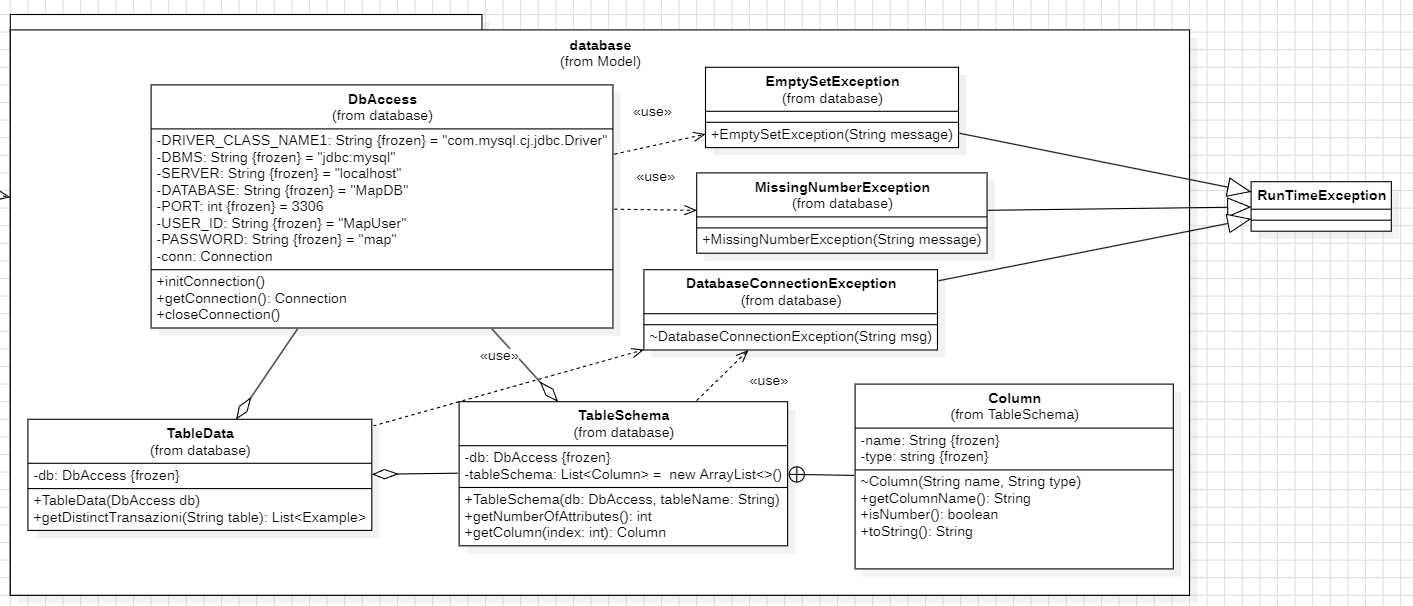 database
(from Model)
DbAccess
(from database)
-DRIVER_CLASS_NAME1: String {frozen} = "com.mysql.cj.jdbc.Driver"
-DBMS: String {frozen} = "jdbc:mysql"
-SERVER: String {frozen} = "localhost"
-DATABASE: String {frozen} = "MapDB"
-PORT: int {frozen} = 3306
-USER_ID: String {frozen} = "MapUser"
-PASSWORD: String {frozen} = "map"
-conn: Connection
+initConnection()
+getConnection(): Connection
+closeConnection()
«use»
EmptySetException
(from database)
+EmptySetException(String message)
«use»
MissingNumberException
(from database)
+MissingNumberException(String message)
RunTimeException
DatabaseConnectionException
(from database)
~DatabaseConnectionException(String msg)
«use»
«use»
TableData
(from database)
-db: DbAccess {frozen}
+TableData(DbAccess db)
+getDistinctTransazioni(String table): List<Example>
TableSchema
(from database)
-db: DbAccess {frozen}
-tableSchema: List<Column> = new ArrayList<>()
+TableSchema(db: DbAccess, tableName: String)
+getNumberOfAttributes(): int
+getColumn(index: int): Column
Column
(from TableSchema)
-name: String {frozen}
-type: string {frozen}
~Column(String name, String type)
+getColumnName(): String
+isNumber(): boolean
+toString(): String